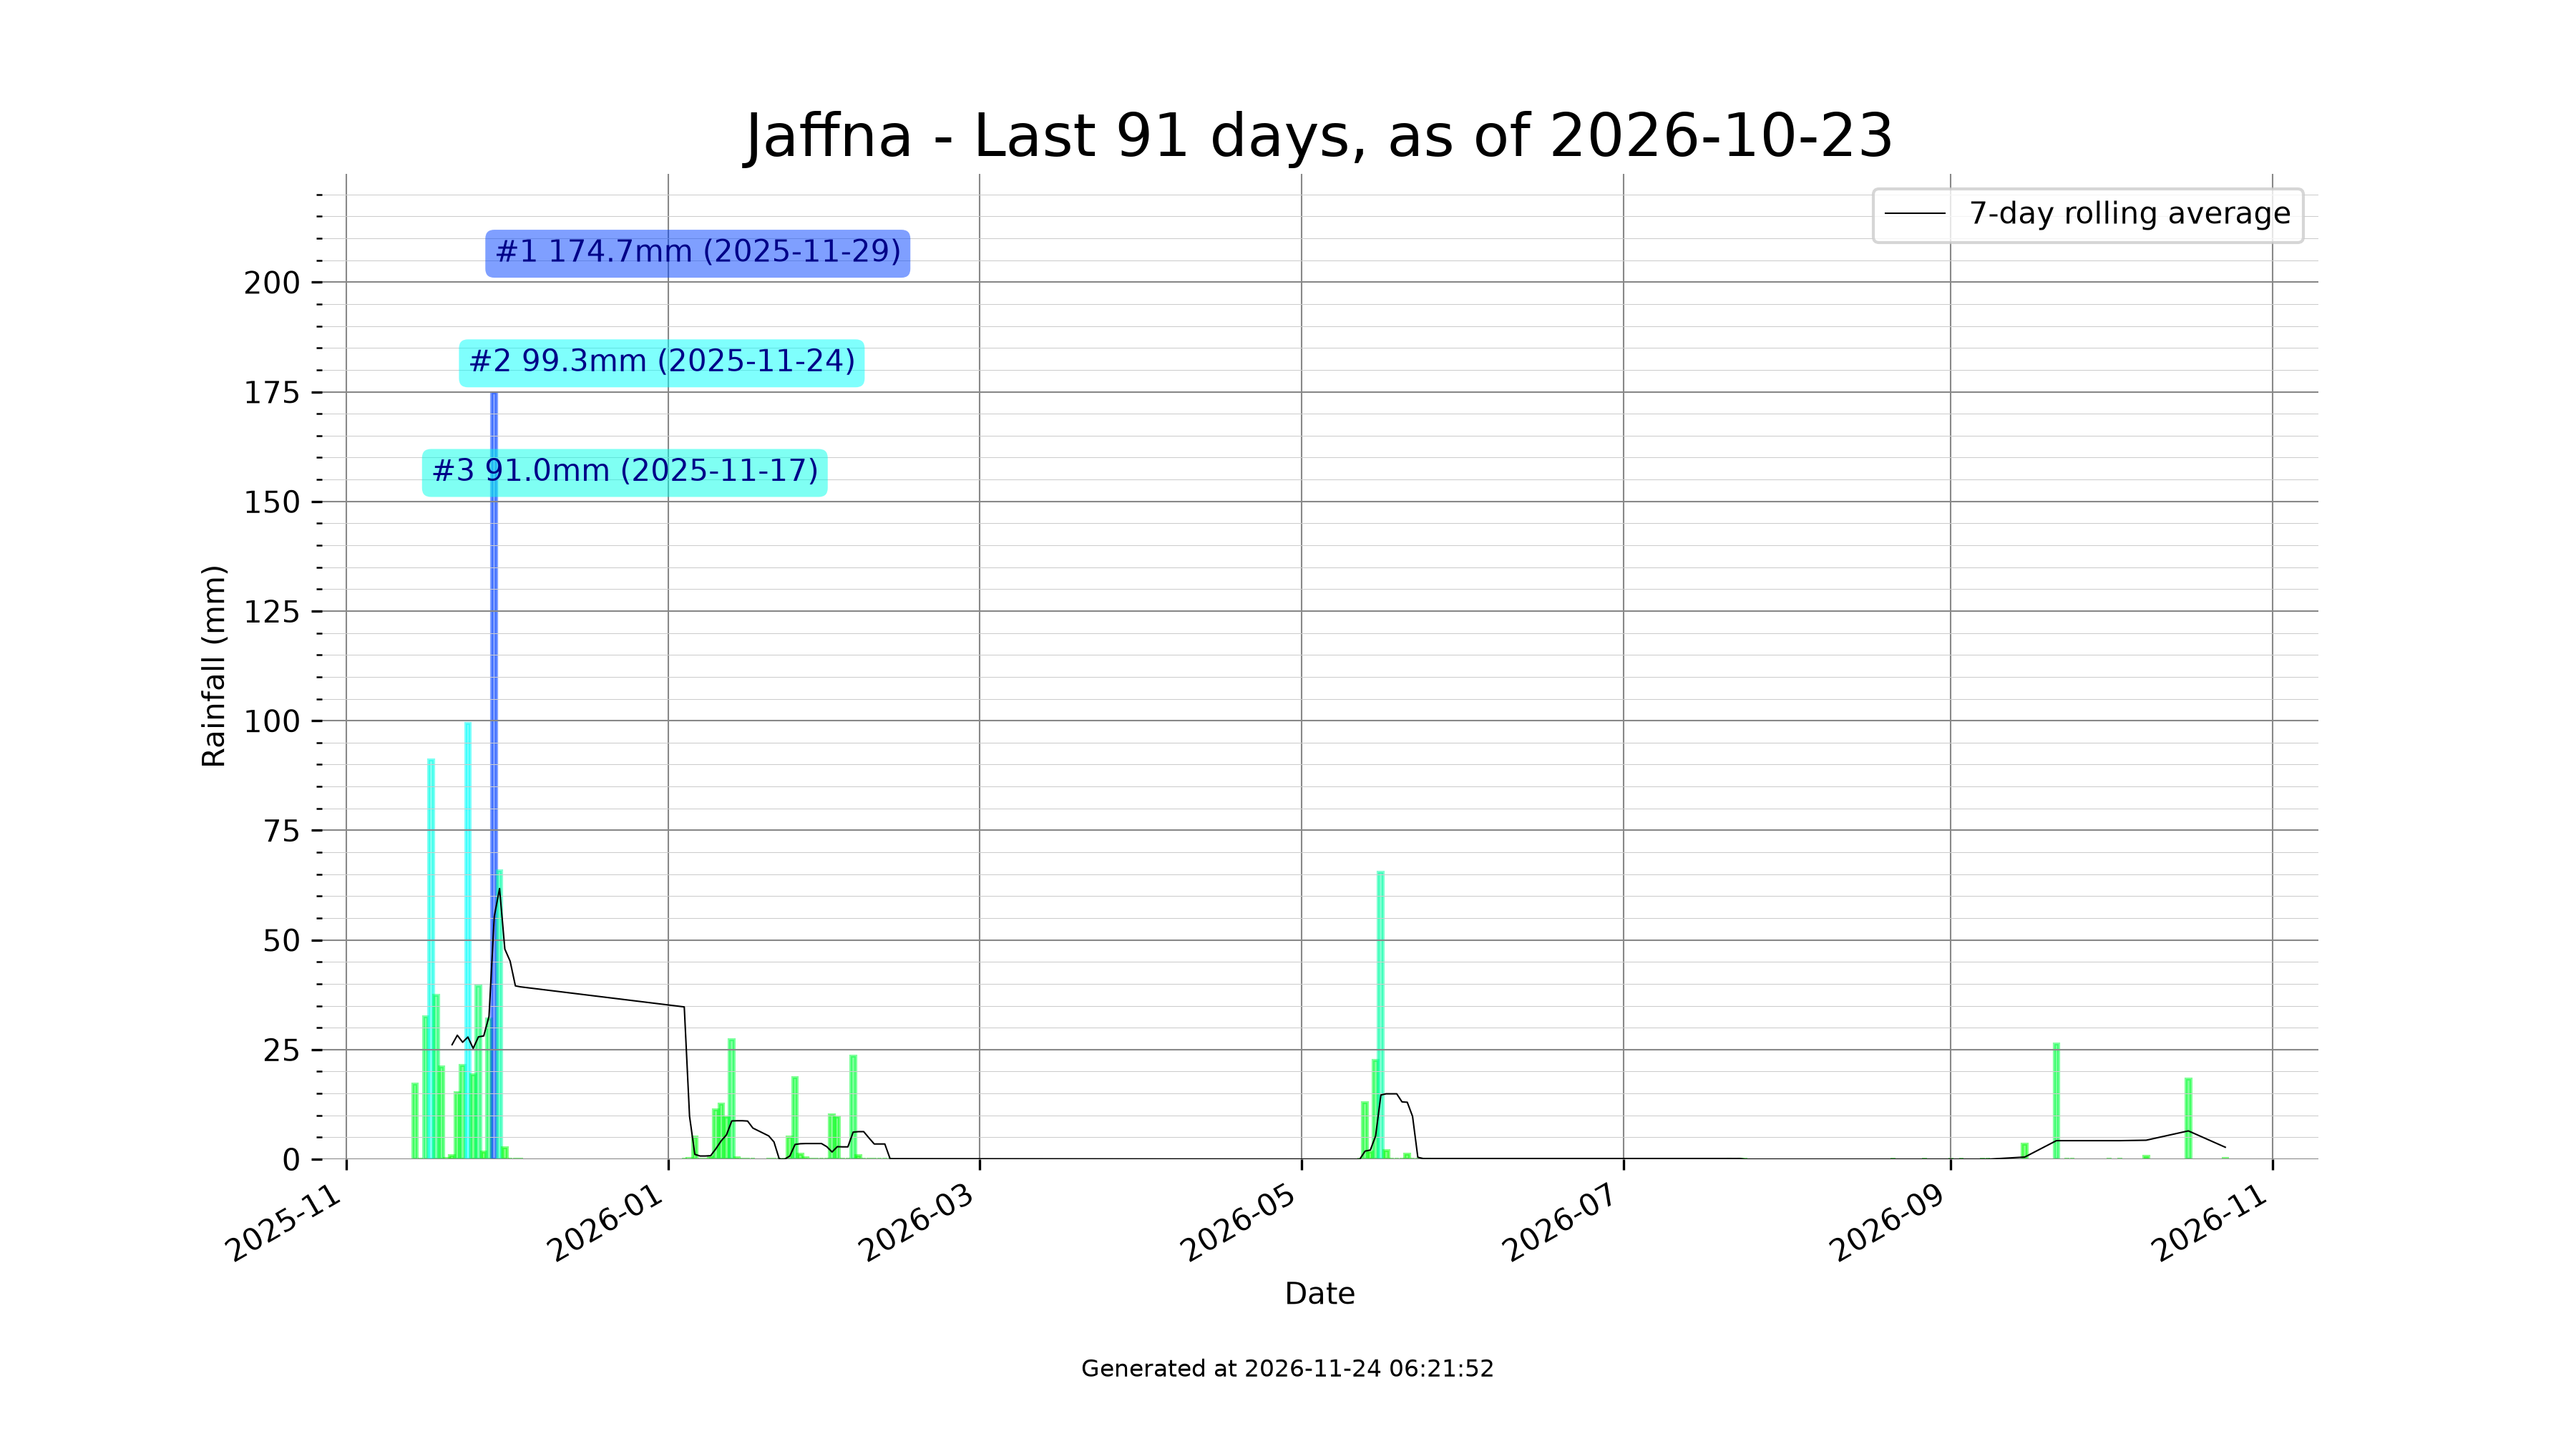 Jaffna - Last 91 days, as of 2026-10-23
7-day rolling average
#1 174.7mm (2025-11-29)
#2 99.3mm (2025-11-24)
#3 91.0mm (2025-11-17)
Rainfall (mm)
200
175
150
125
100
75
50
25
0
2025-11
2026-01
2026-03
2026-05
2026-07
2026-09
2026-11
Date
Generated at 2026-11-24 06:21:52